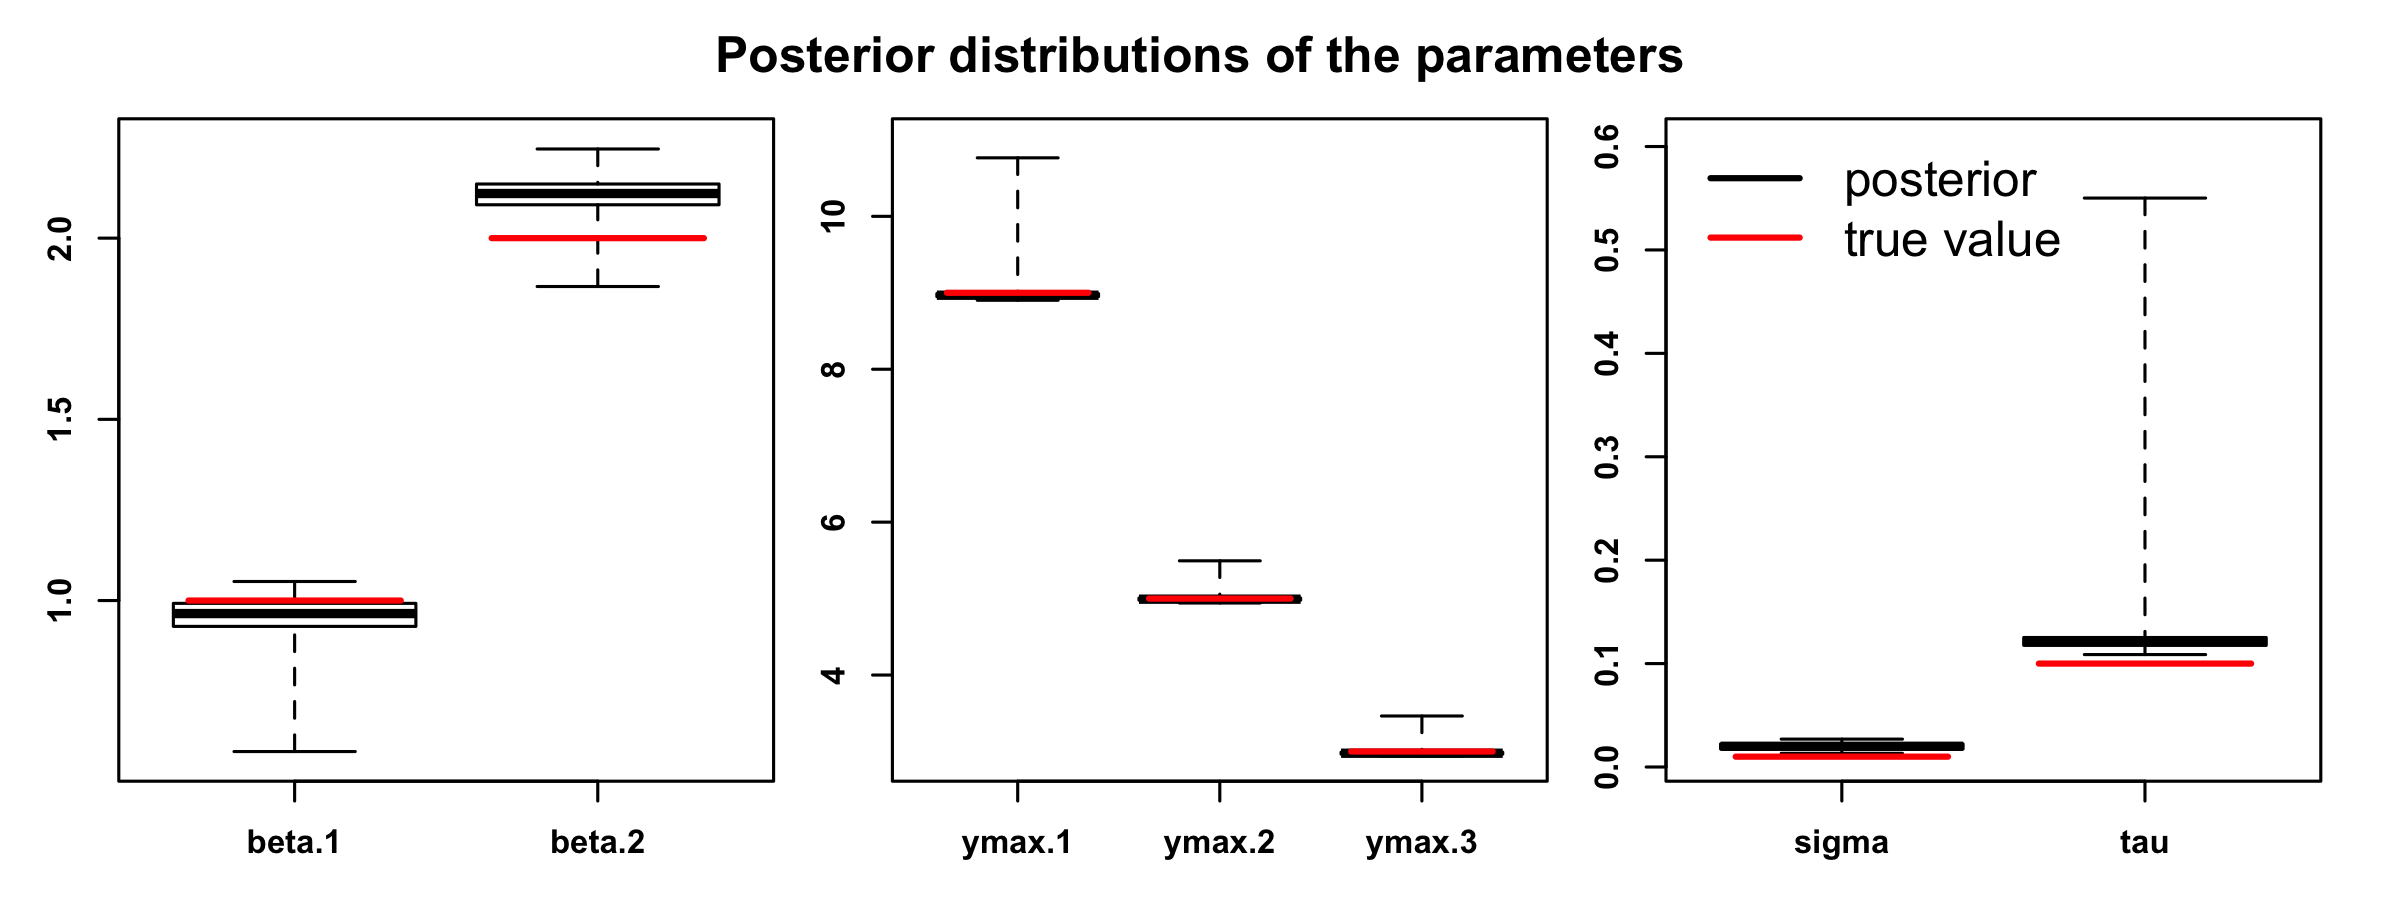 Posterior distributions of the parameters
2.0
1.5
1.0
beta.1
beta.2
10
8
6
4
ymax.1
ymax.2
ymax.3
0.6
0.5
0.4
0.3
0.2
0.1
0.0
posterior
true value
sigma
tau